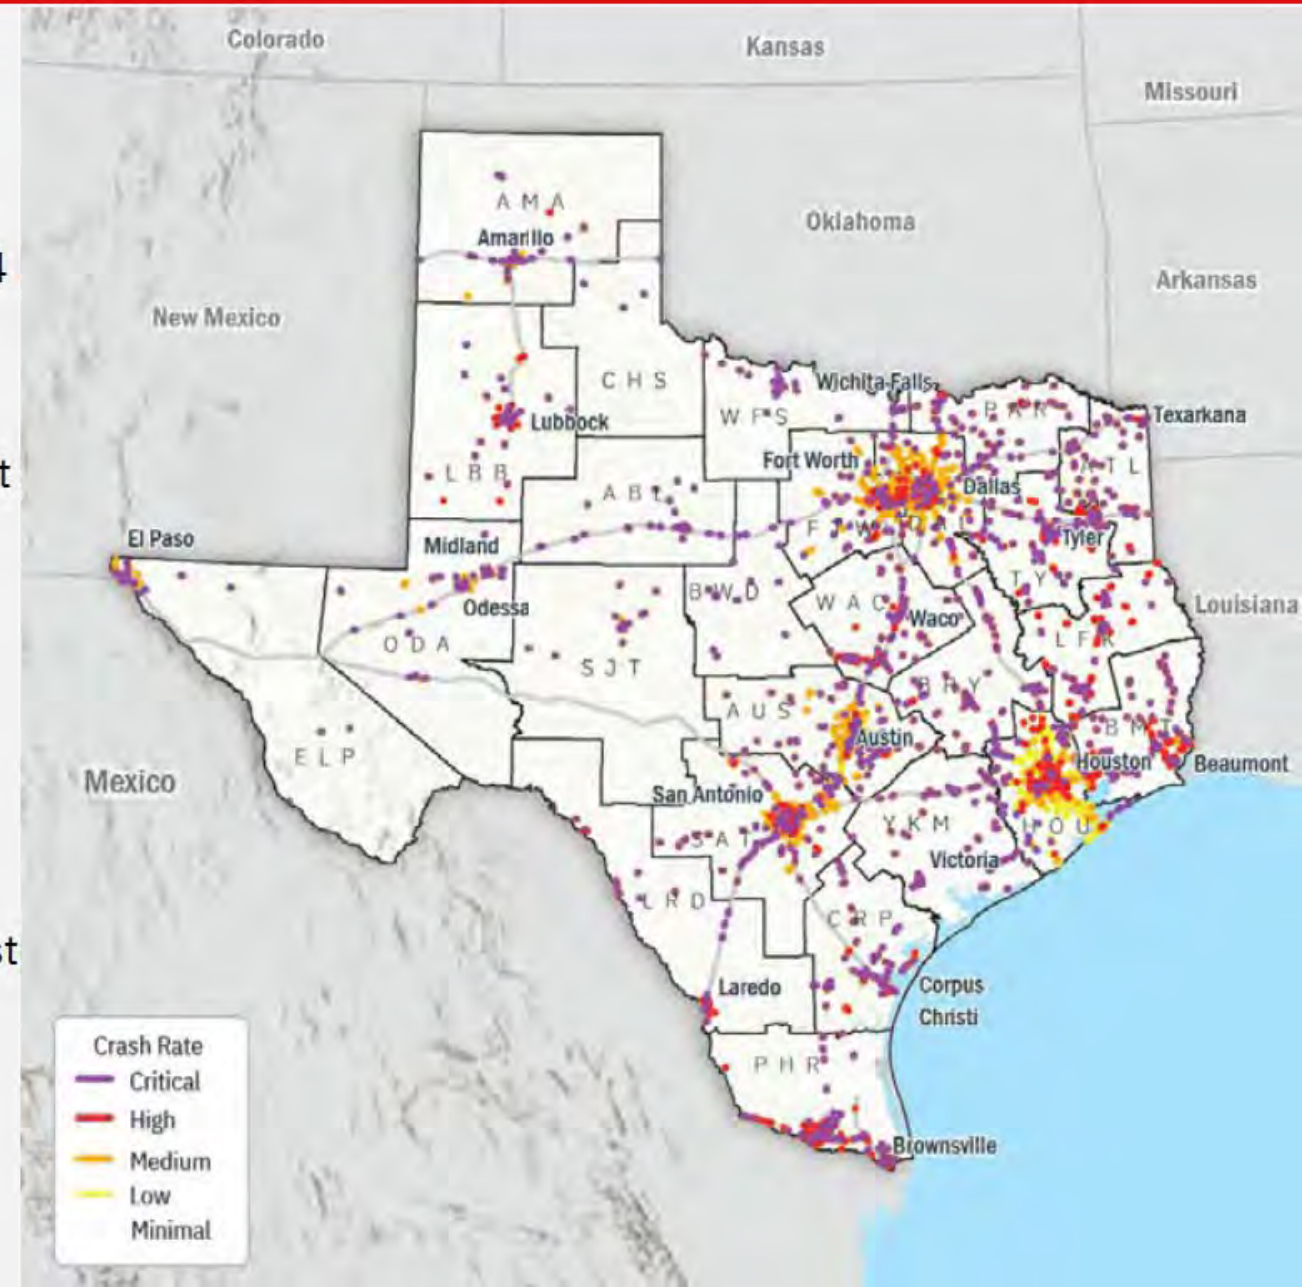 Colorado
Kansas
Missouri
AMA
Amarillo
Oklahoma
4
Arkansas
New Mexico
CHS
Wichita Falls
PAR
Texarkana
WFS
Lubbock
Fort Worth
ATL
LBB
t
Dallas
ABL
FTW
DAL
El Paso
Midland
Tyler
TYL
BWD
WAC
Odessa
Louisiana
Waco
ODA
LFK
SJT
BRY
AUS
BMT
Austin
ELP
Houston
Beaumont
Mexico
San Antonio
YKM
HOU
SAT
Victoria
LRD
CRP
st
Laredo
Corpus
Christi
PHR
Brownsville
Crash Rate
Critical
High
Medium
Low
Minimal